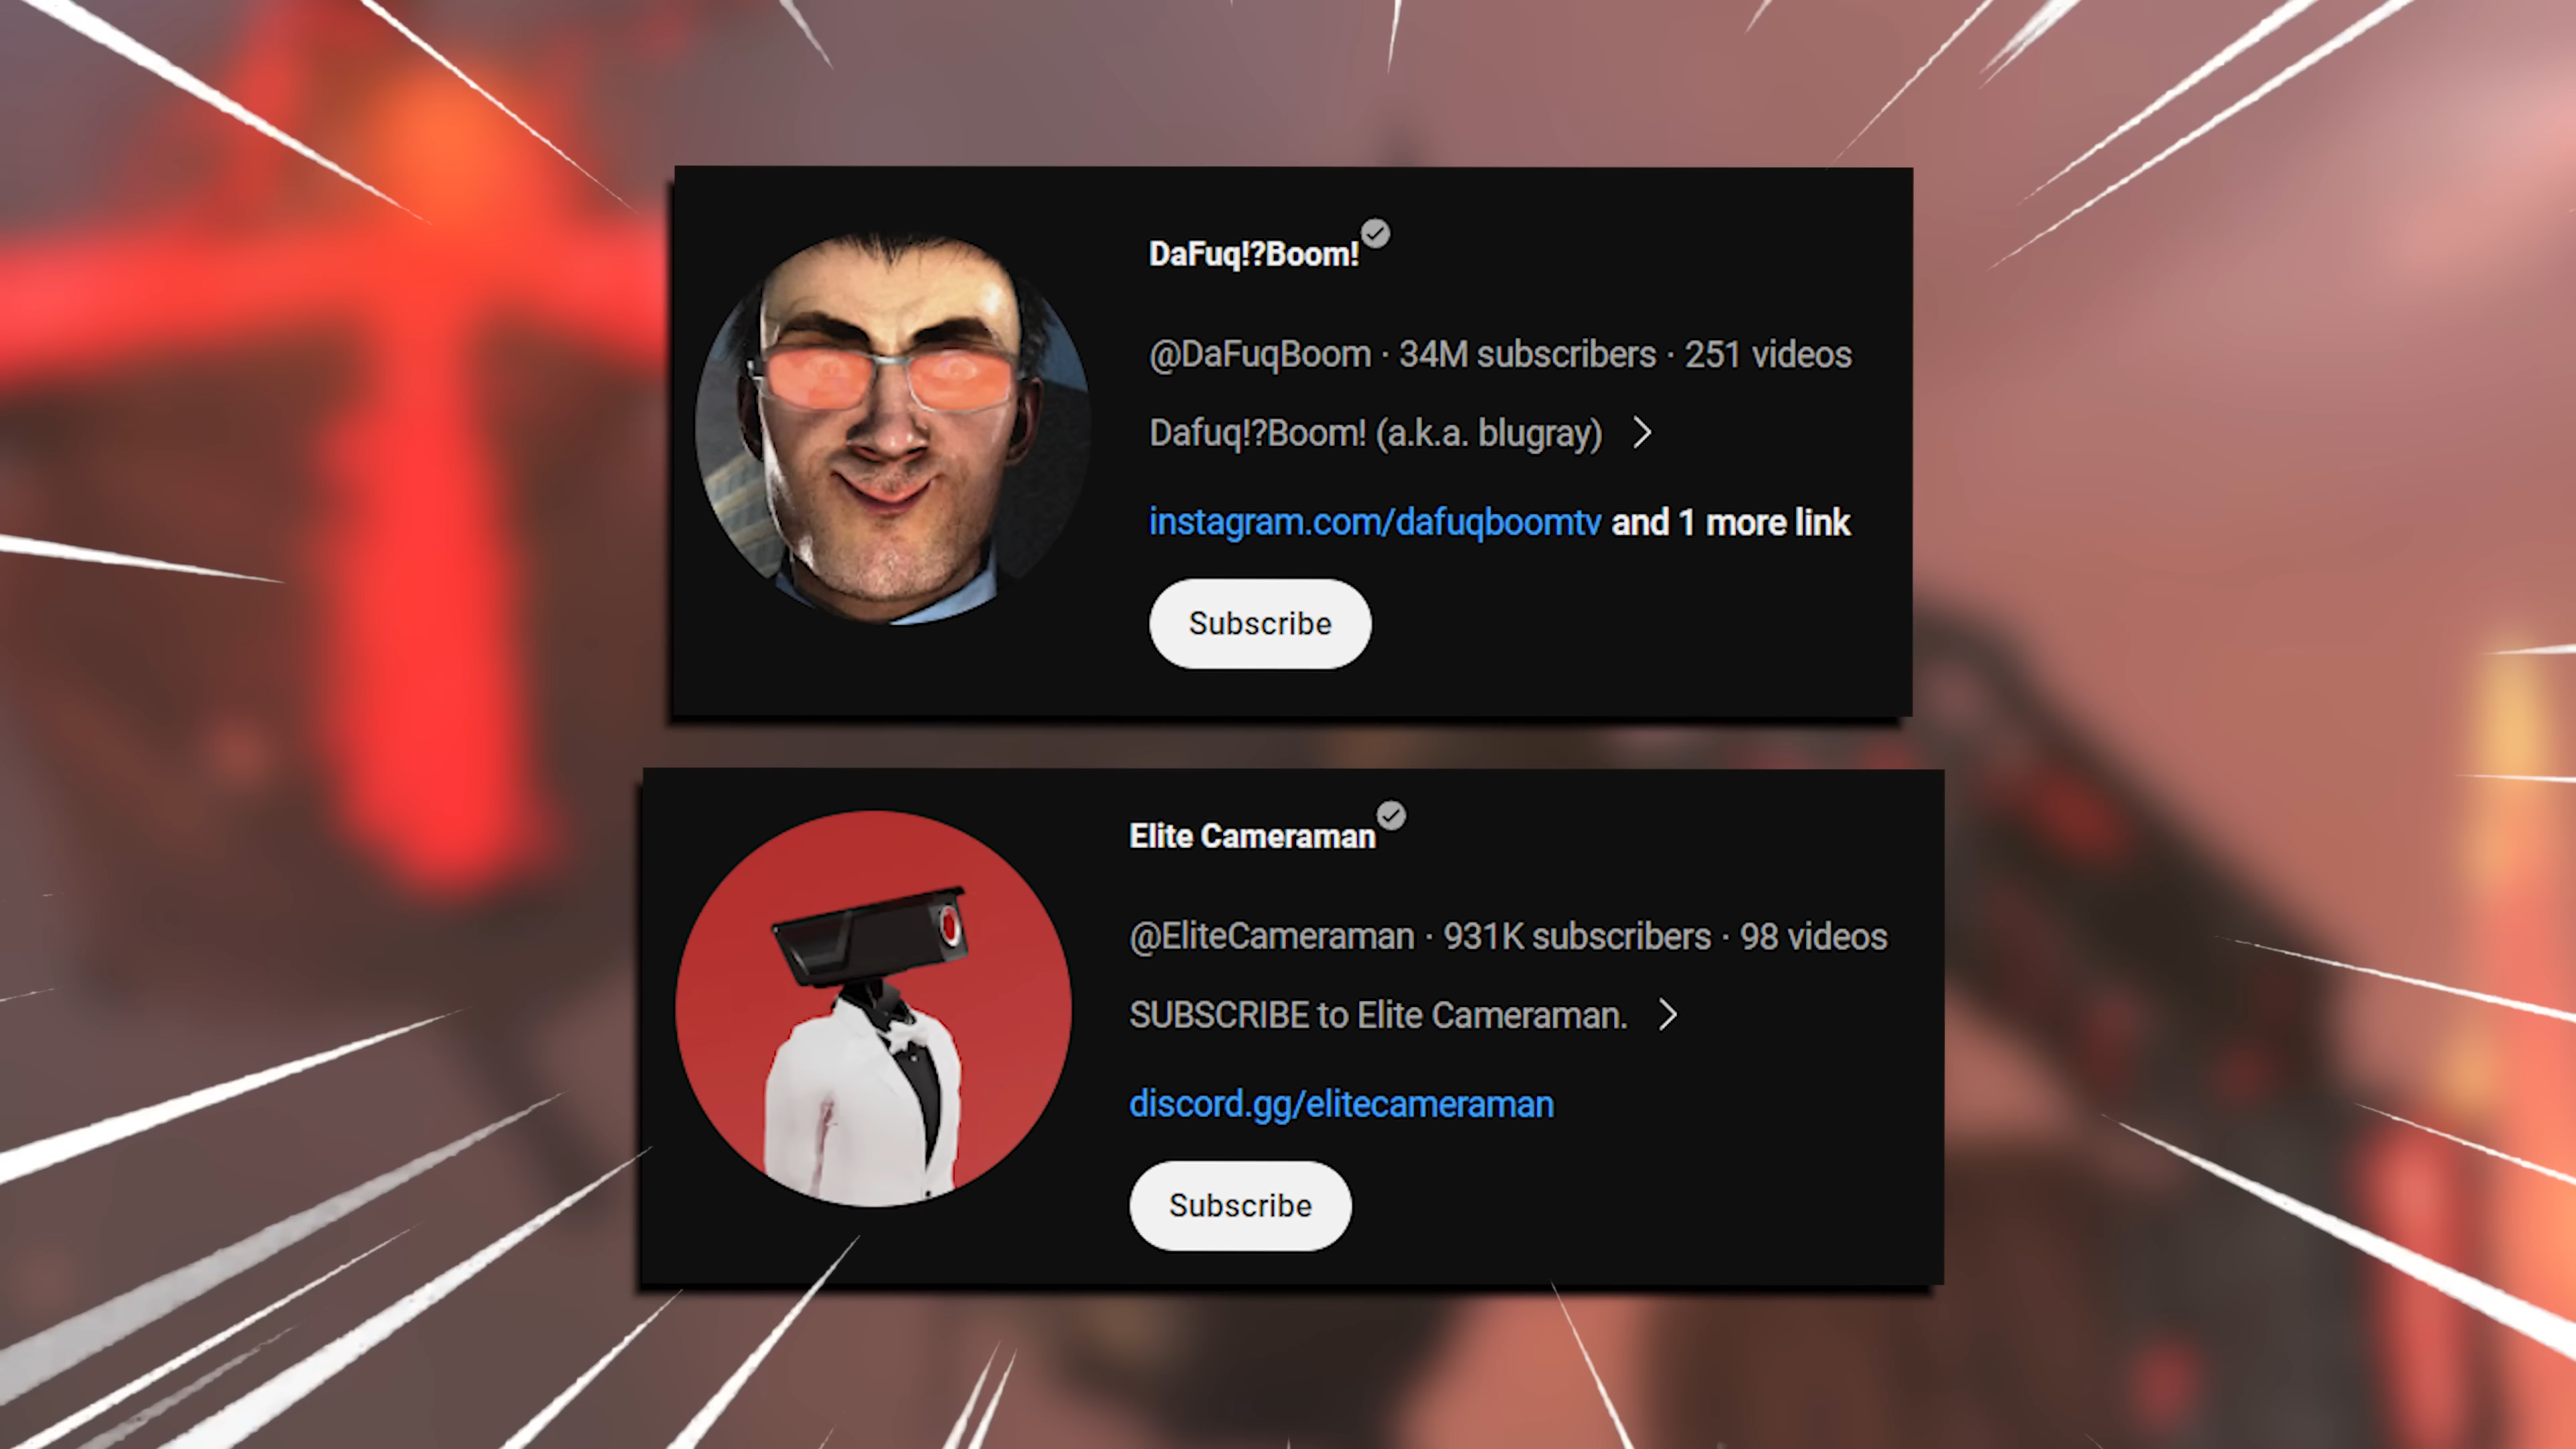 DaFuq!?Boom!
@DaFuqBoom · 34M subscribers · 251 videos
Dafuq!?Boom! (a.k.a. blugray)
instagram.com/dafuqboomtv and 1 more link
Subscribe
Elite Cameraman
@EliteCameraman · 931K subscribers · 98 videos
SUBSCRIBE to Elite Cameraman.
discord.gg/elitecameraman
Subscribe